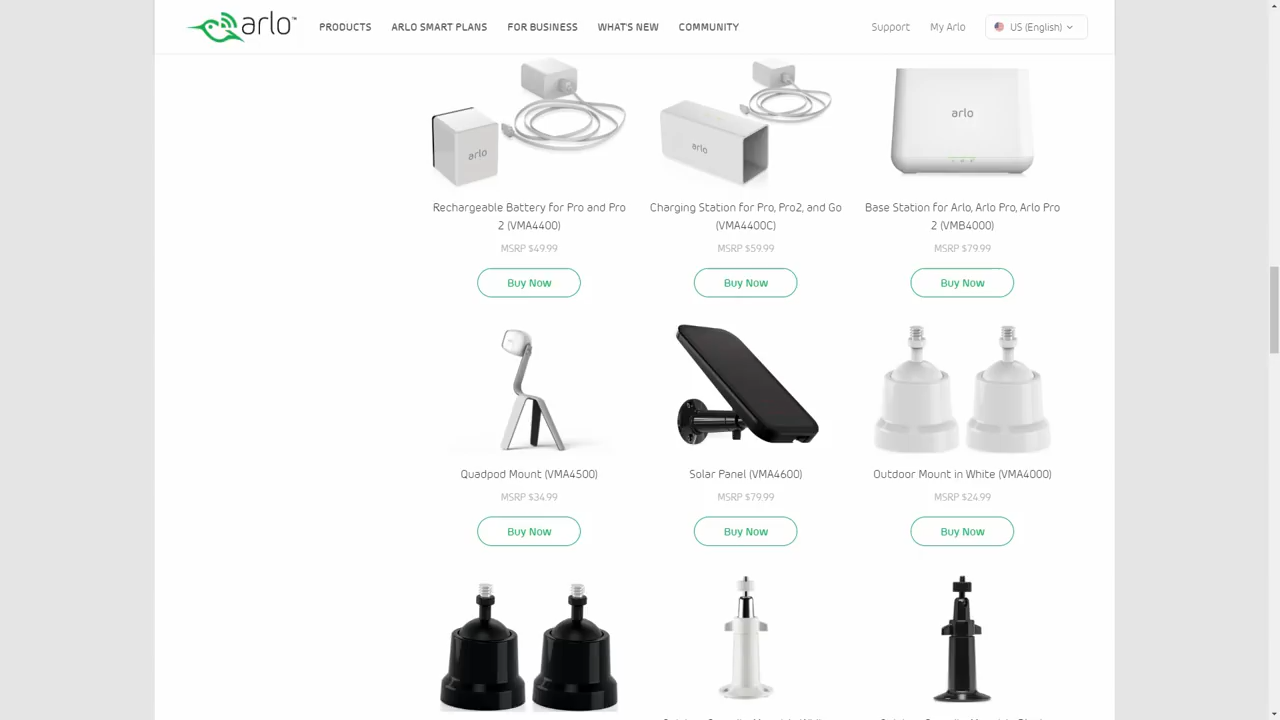 arlo™
PRODUCTS
ARLO SMART PLANS
FOR BUSINESS
WHAT'S NEW
COMMUNITY
Support
My Arlo
US (English)
arlo
arlo
arlo
Rechargeable Battery for Pro and Pro
2 (VMA4400)
MSRP $49.99
Buy Now
Charging Station for Pro, Pro2, and Go
(VMA4400C)
MSRP $59.99
Buy Now
Base Station for Arlo, Arlo Pro, Arlo Pro
2 (VMB4000)
MSRP $79.99
Buy Now
Quadpod Mount (VMA4500)
MSRP $34.99
Buy Now
Solar Panel (VMA4600)
MSRP $79.99
Buy Now
Outdoor Mount in White (VMA4000)
MSRP $24.99
Buy Now